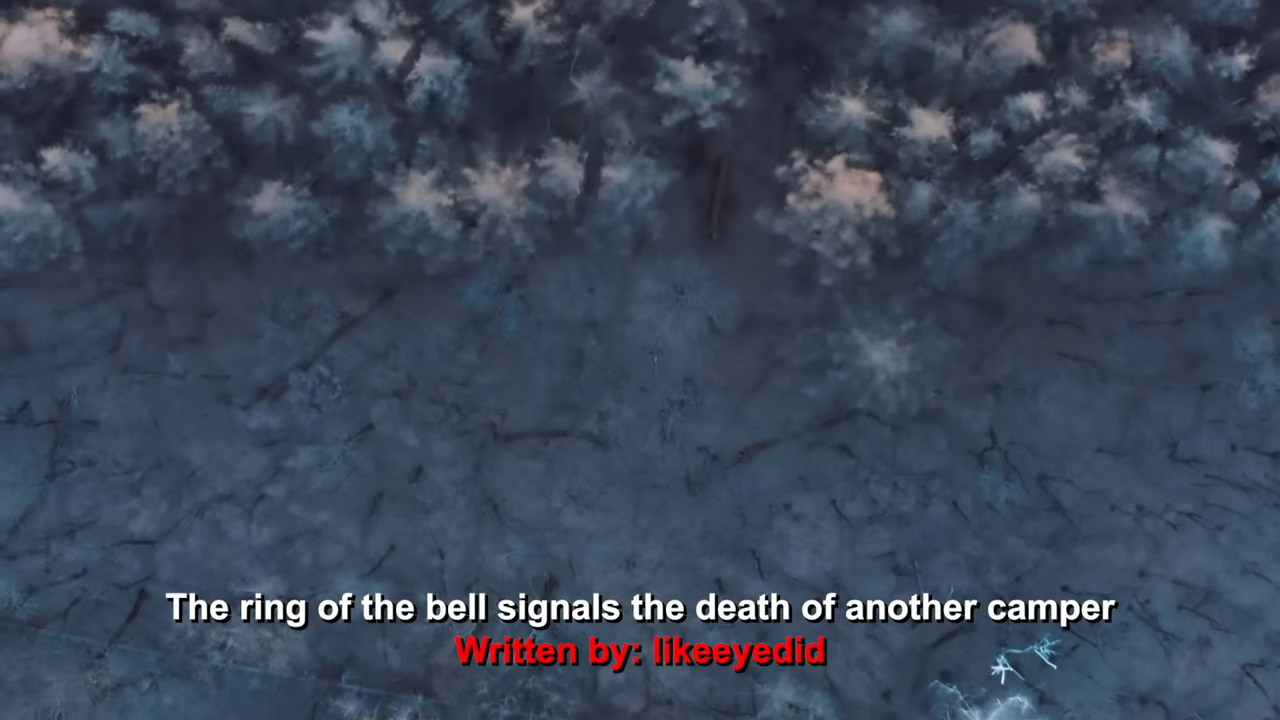 The ring of the bell signals the death of another camper
Written by: likeeyedid